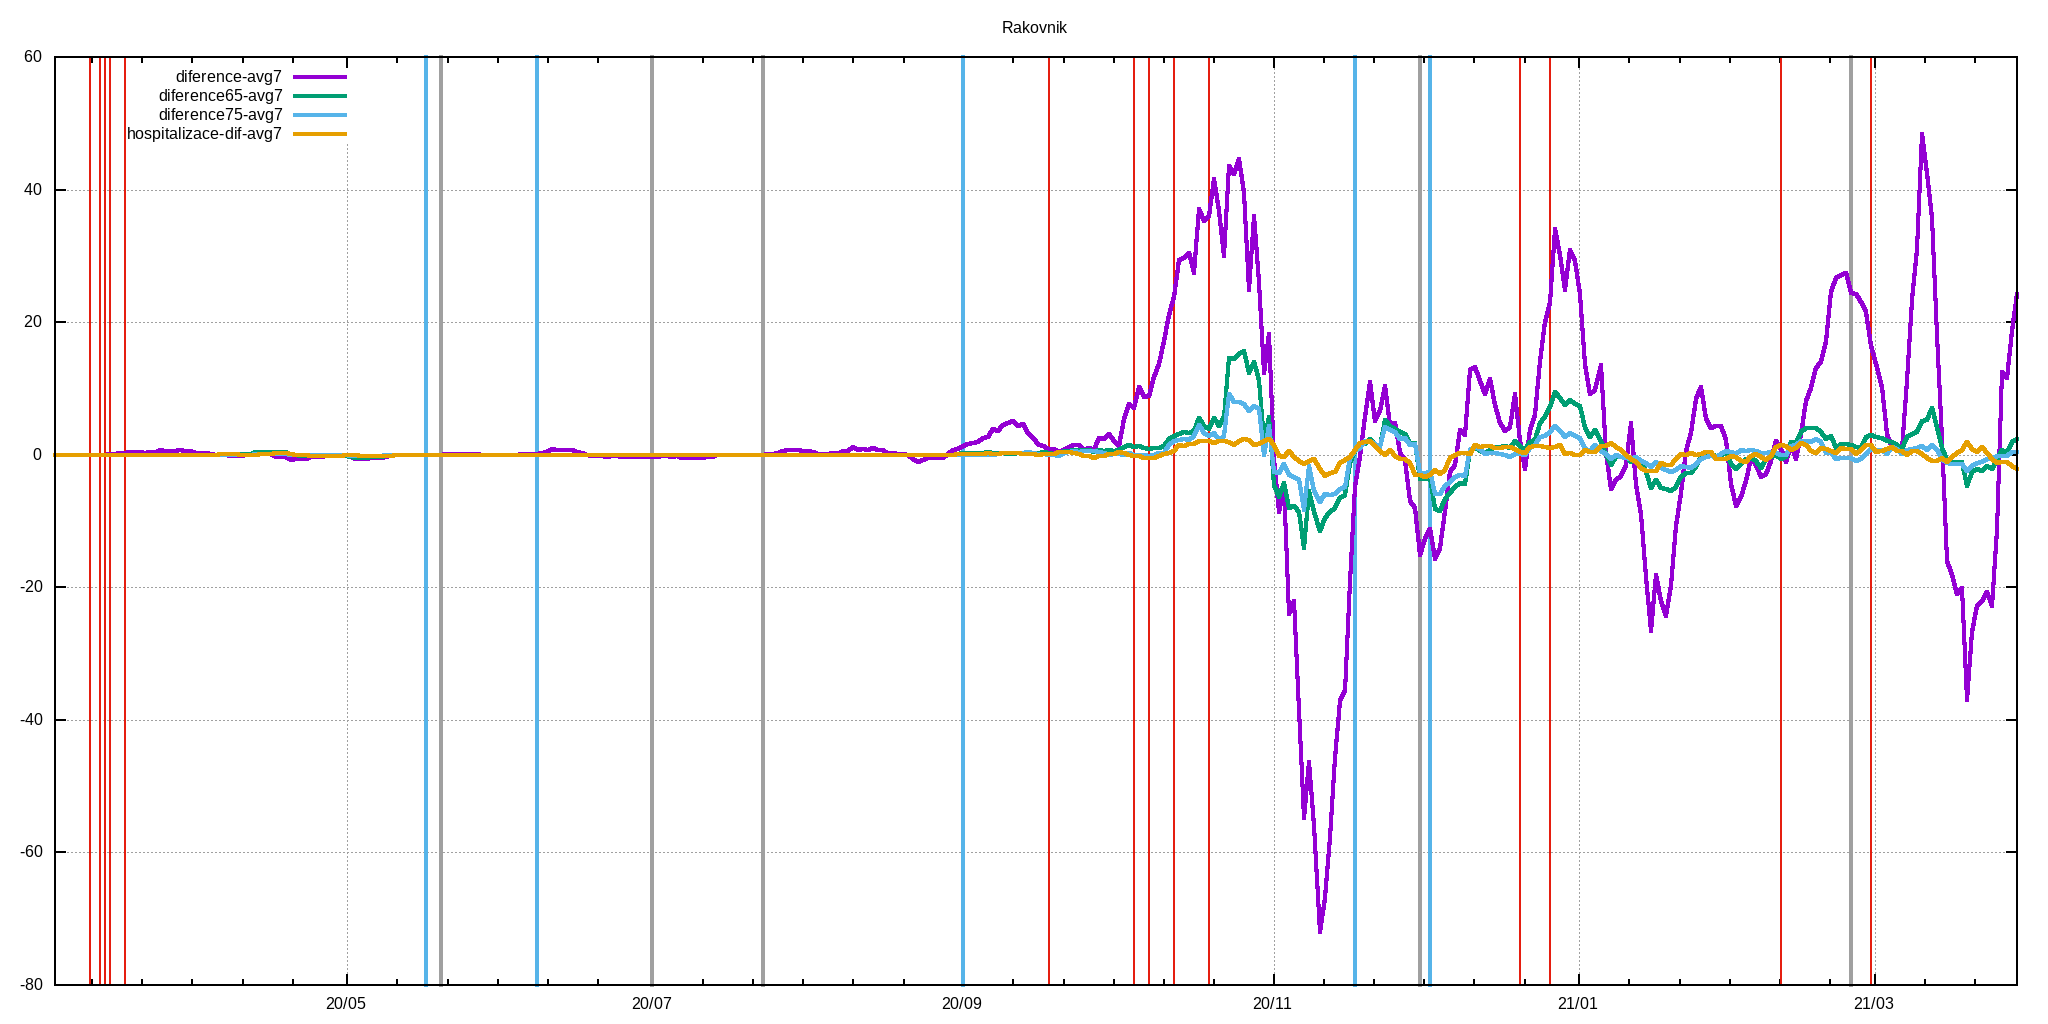 Rakovnik
60
diference-avg7
diference65-avg7
diference75-avg7
hospitalizace-dif-avg7
40
20
0
-20
-40
-60
-80
20/05
20/07
20/09
20/11
21/01
21/03